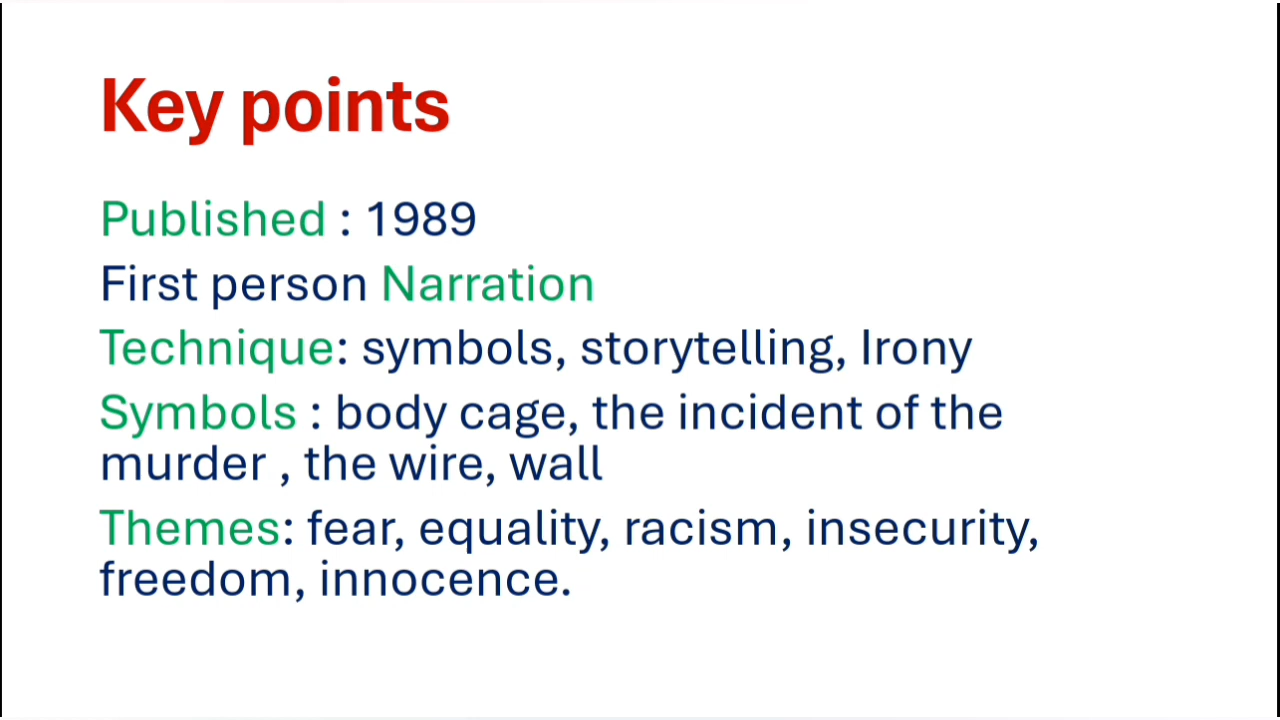 Key points
Published : 1989
First person Narration
Technique: symbols, storytelling, Irony
Symbols : body cage, the incident of the
murder , the wire, wall
Themes: fear, equality, racism, insecurity,
freedom, innocence.